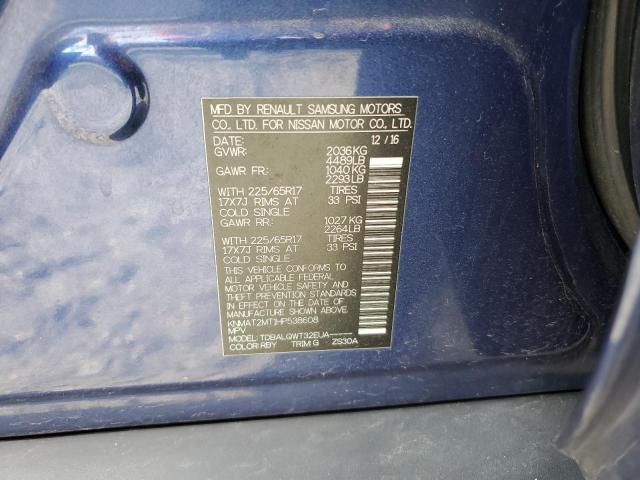 MFD BY RENAULT SAMSUNG MOTORS
CO., LTD. FOR NISSAN MOTOR CO., LTD.
DATE: 12 / 16
GVWR: 2036KG
4489LB
GAWR FR: 1040KG
2293LB
WITH 225/65R17 TIRES
17X7J RIMS AT 33 PSI
COLD SINGLE
GAWR RR: 1027KG
2264LB
WITH 225/65R17 TIRES
17X7J RIMS AT 33 PSI
COLD SINGLE
THIS VEHICLE CONFORMS TO
ALL APPLICABLE FEDERAL
MOTOR VEHICLE SAFETY AND
THEFT PREVENTION STANDARDS
IN EFFECT ON THE DATE OF
MANUFACTURE SHOWN ABOVE.
KNMAT2MT1HP538608
MPV
MODEL: TDBALQWT32EUA-----
COLOR: RBY TRIM: G ZS30A